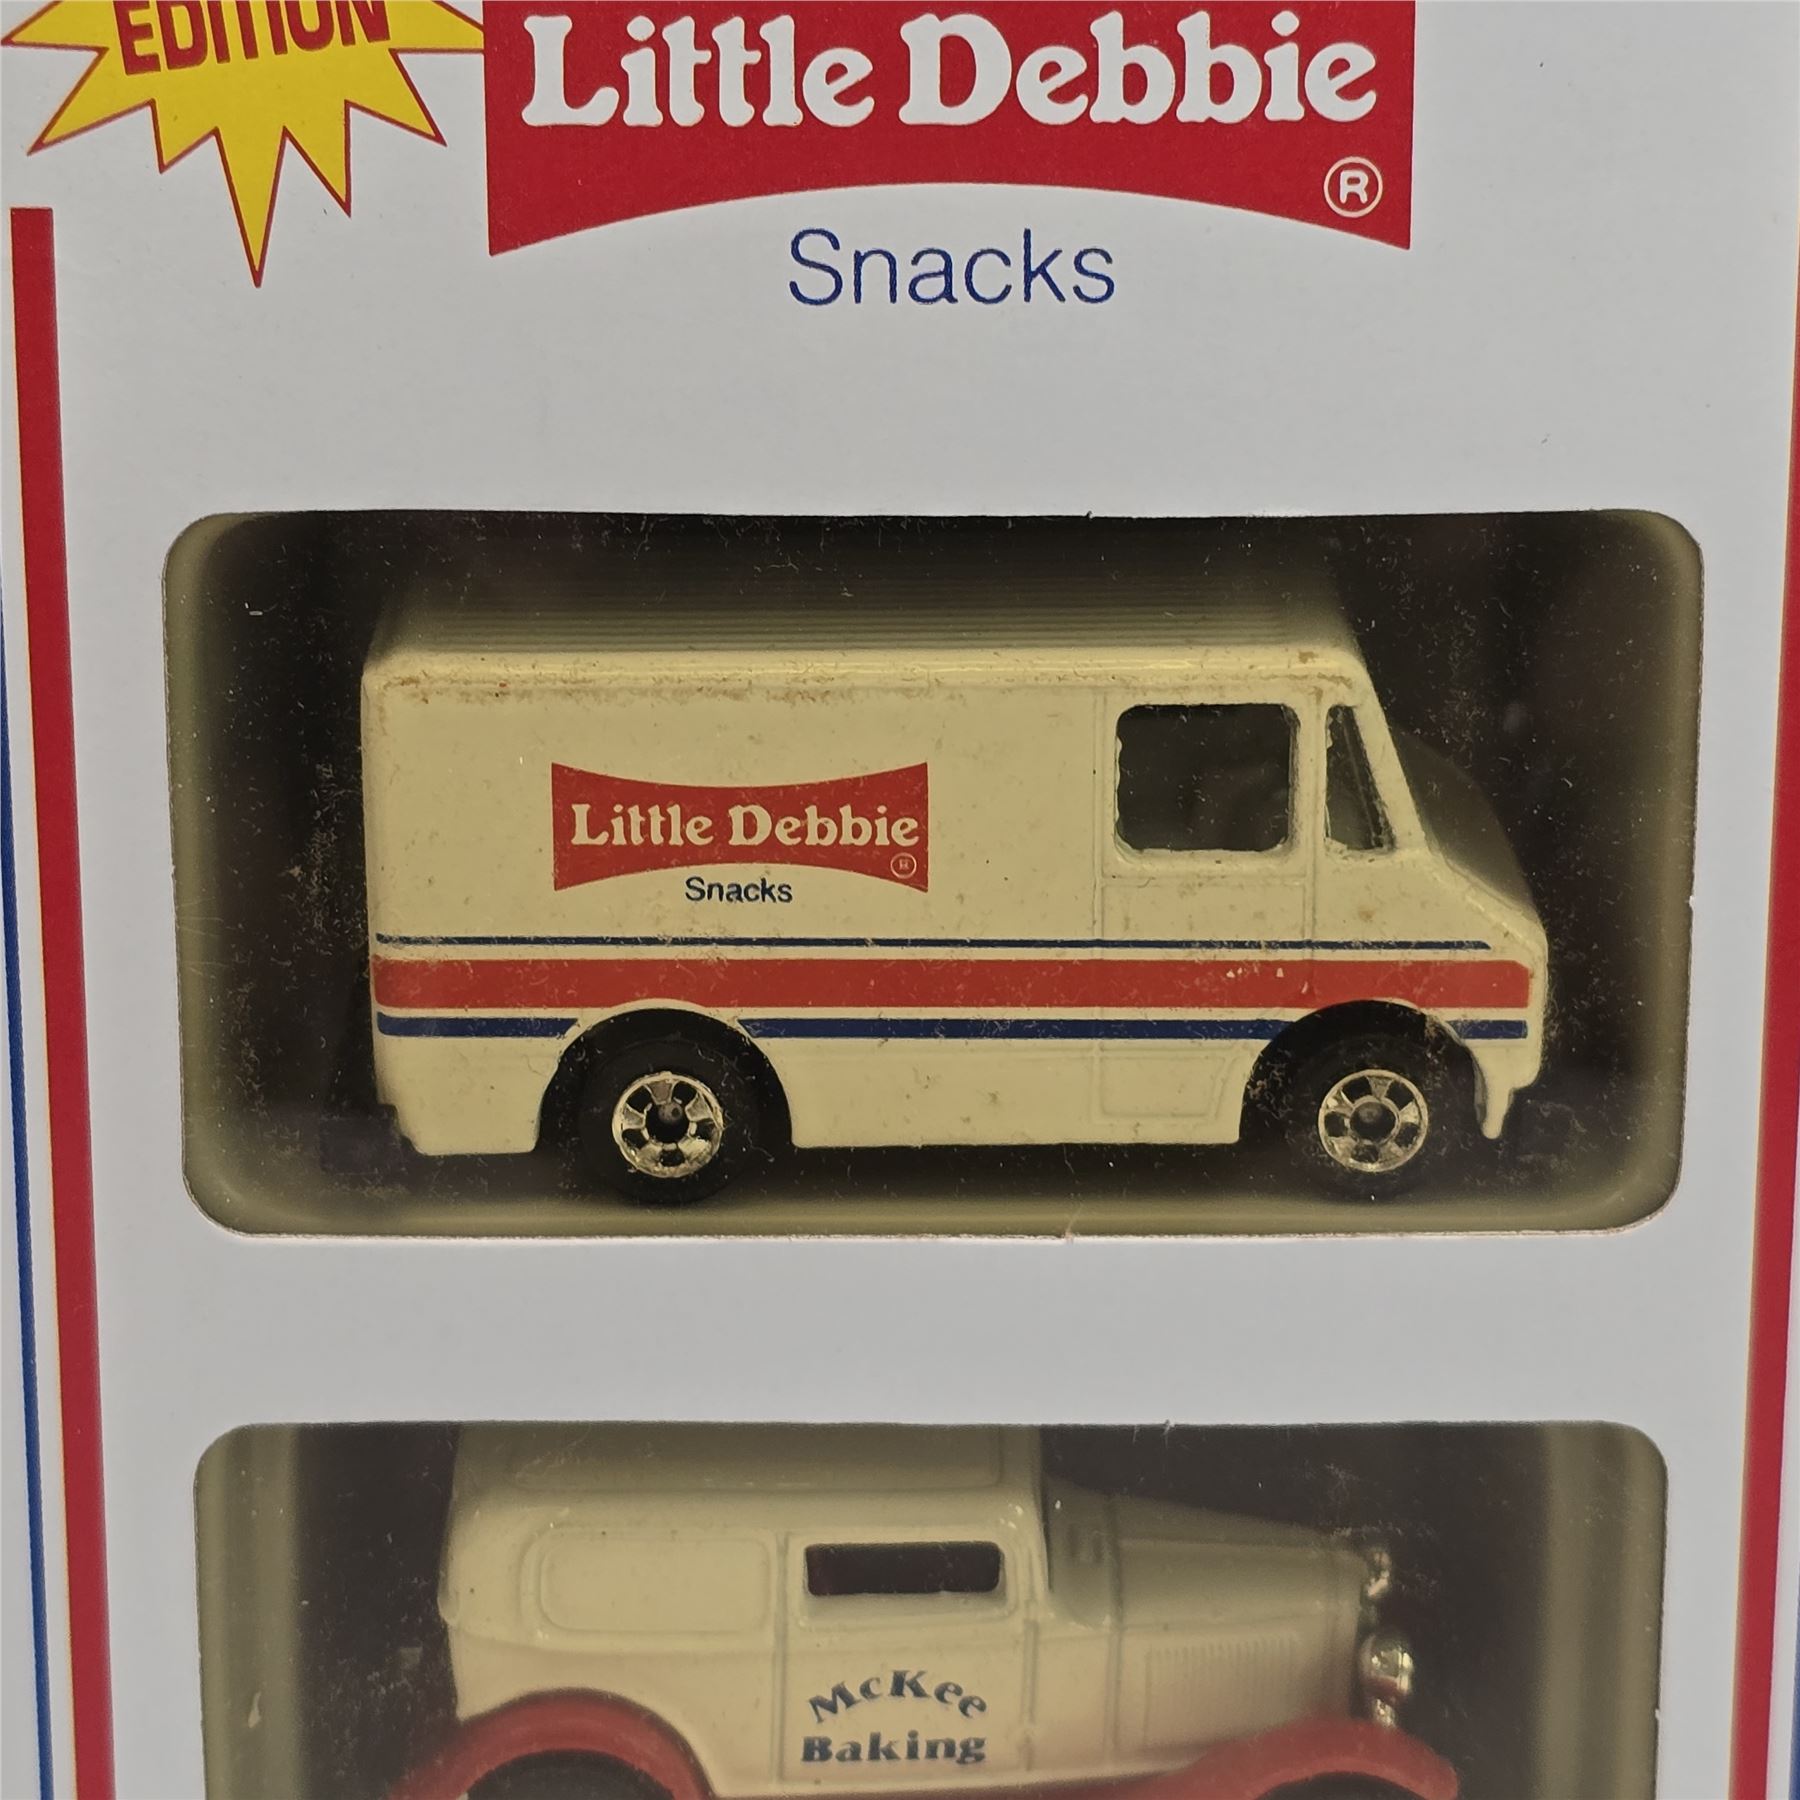 EDITION
Little Debbie
®
Snacks
Little Debbie
®
Snacks
McKee
Baking